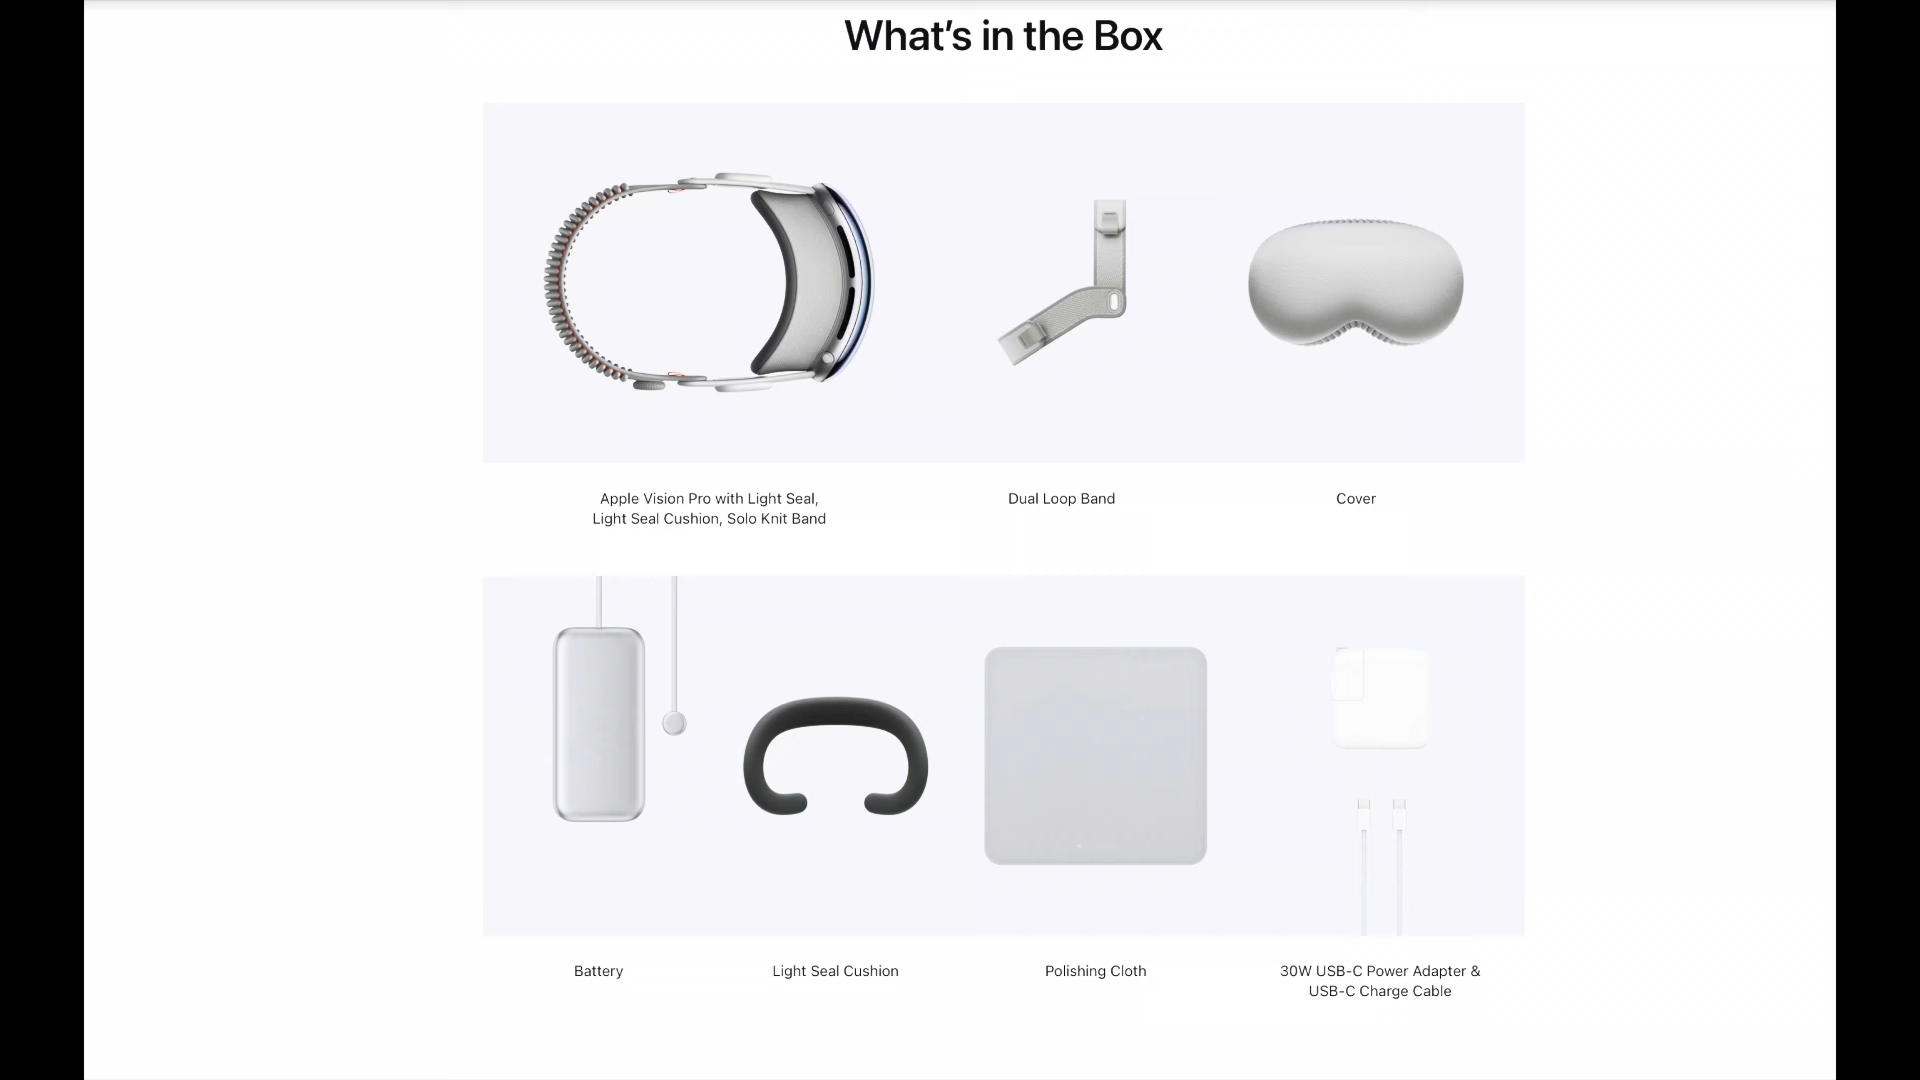 What's in the Box
Apple Vision Pro with Light Seal,
Light Seal Cushion, Solo Knit Band
Dual Loop Band
Cover
Battery
Light Seal Cushion
Polishing Cloth
30W USB-C Power Adapter &
USB-C Charge Cable